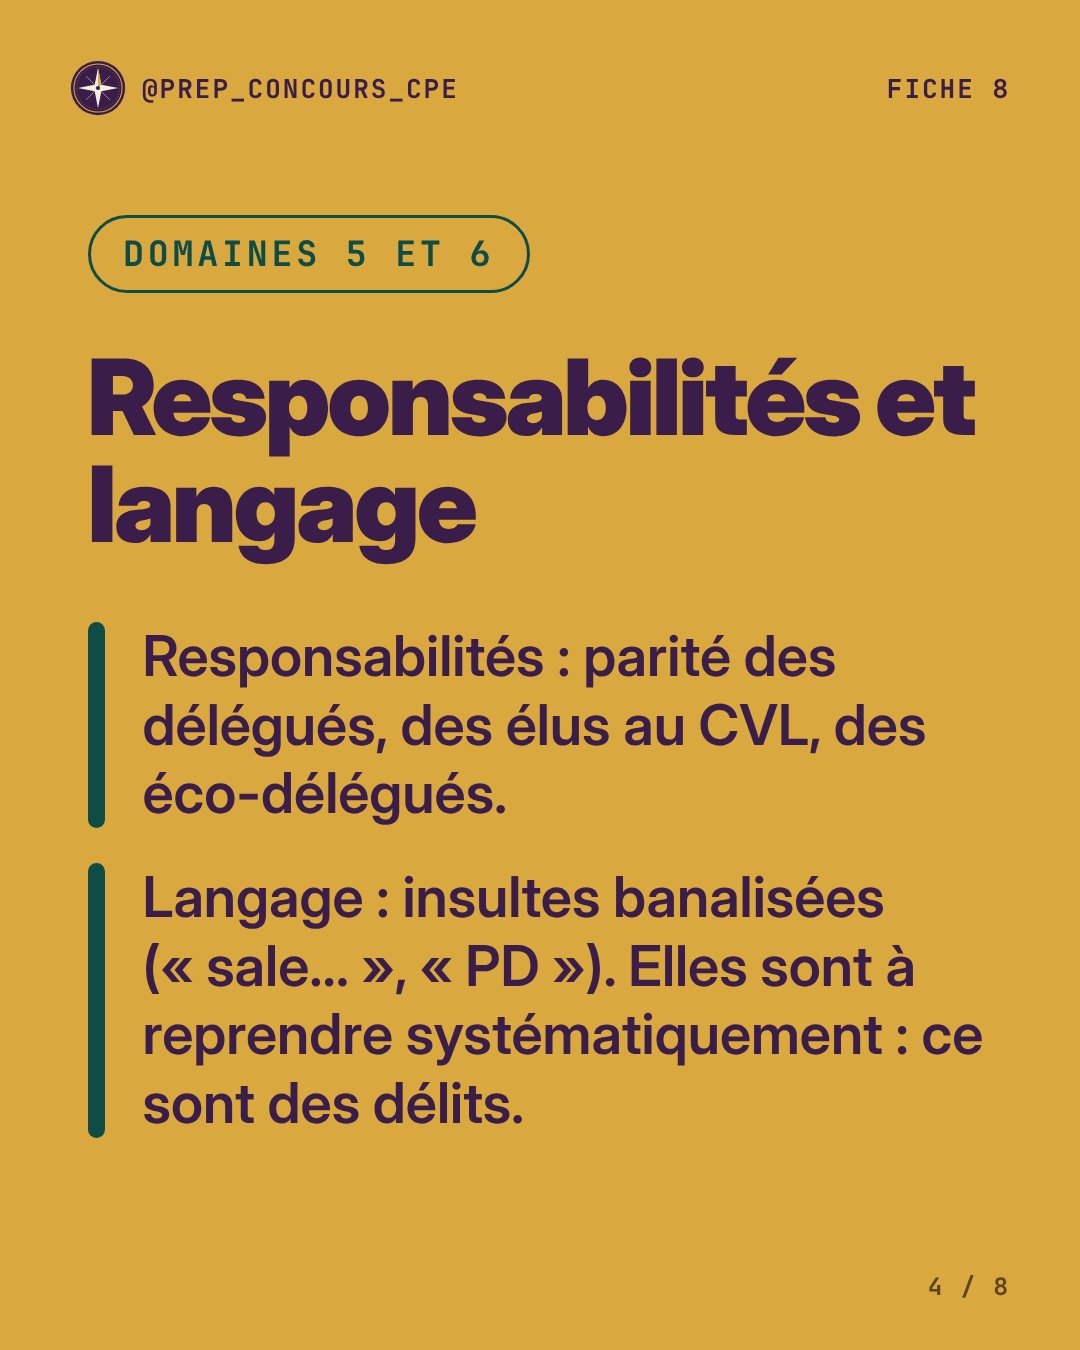 @PREP_CONCOURS_CPE
FICHE 8
DOMAINES 5 ET 6
Responsabilités et
langage
Responsabilités : parité des
délégués, des élus au CVL, des
éco-délégués.
Langage : insultes banalisées
(« sale… », « PD »). Elles sont à
reprendre systématiquement : ce
sont des délits.
4 / 8